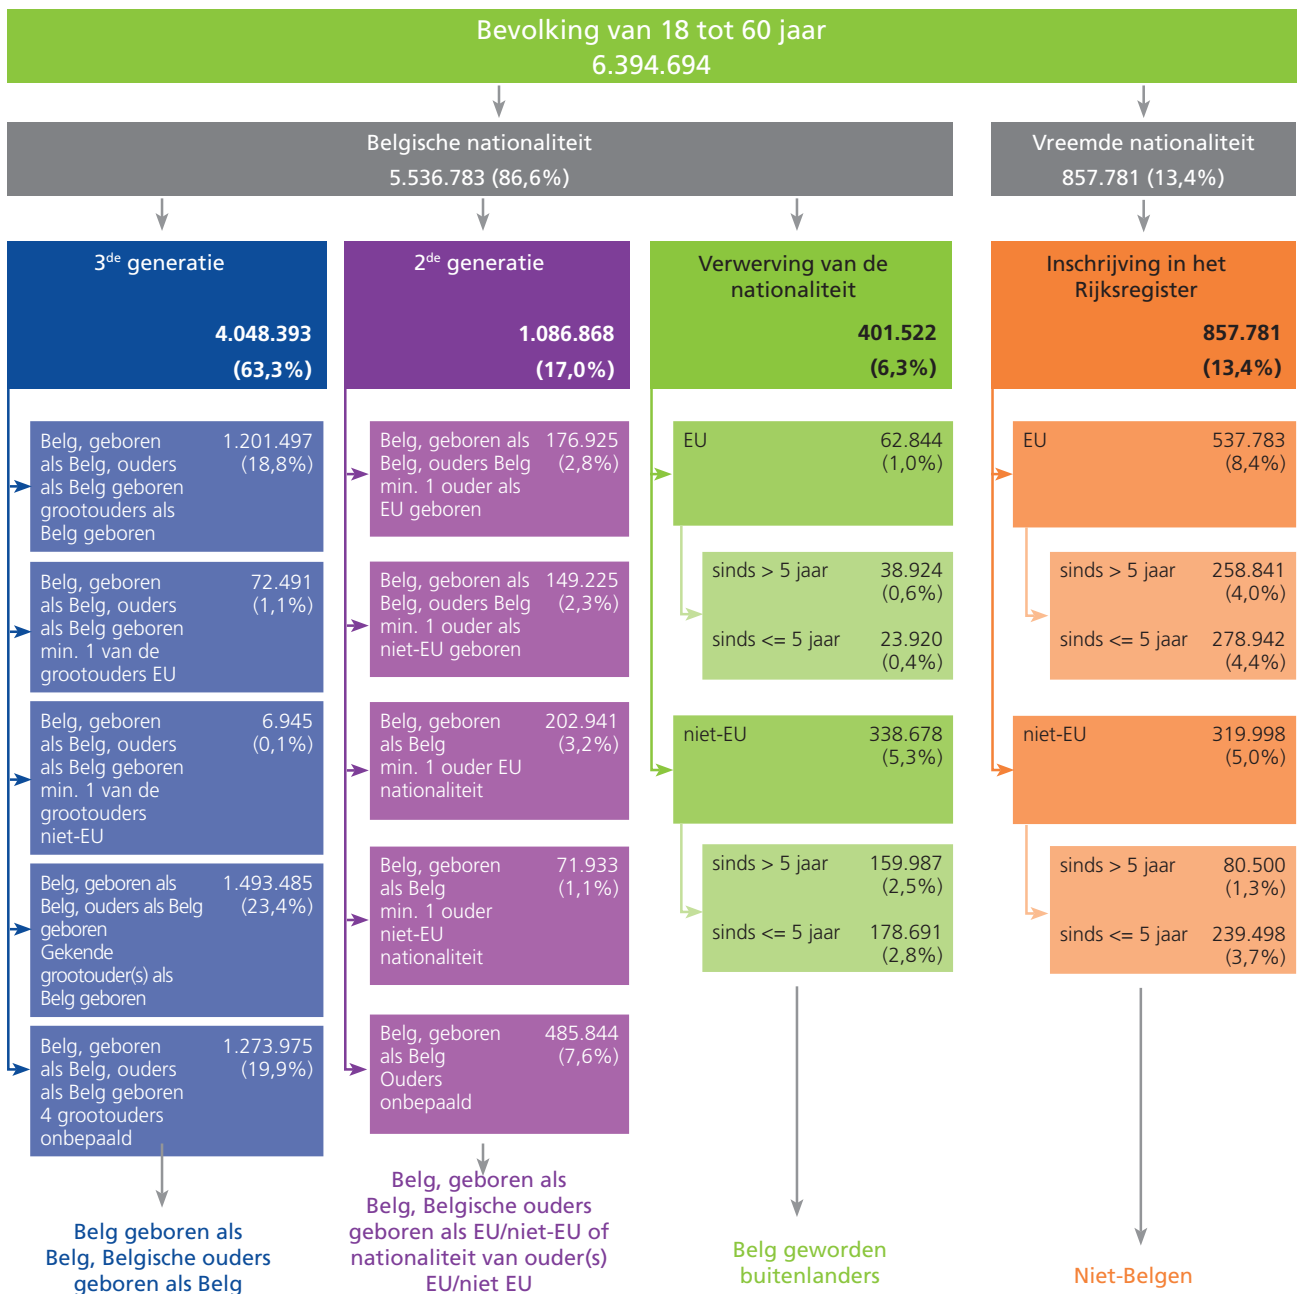 Bevolking van 18 tot 60 jaar
6.394.694
Belgische nationaliteit
5.536.783 (86,6%)
Vreemde nationaliteit
857.781 (13,4%)
3de generatie
4.048.393
(63,3%)
Belg, geboren 1.201.497
als Belg, ouders (18,8%)
als Belg geboren
grootouders als
Belg geboren
Belg, geboren 72.491
als Belg, ouders (1,1%)
als Belg geboren
min. 1 van de
grootouders EU
Belg, geboren 6.945
als Belg, ouders (0,1%)
als Belg geboren
min. 1 van de
grootouders
niet-EU
Belg, geboren als 1.493.485
Belg, ouders als Belg (23,4%)
geboren
Gekende
grootouder(s) als
Belg geboren
Belg, geboren 1.273.975
als Belg, ouders (19,9%)
als Belg geboren
4 grootouders
onbepaald
Belg geboren als
Belg, Belgische ouders
geboren als Belg
2de generatie
1.086.868
(17,0%)
Belg, geboren als 176.925
Belg, ouders Belg (2,8%)
min. 1 ouder als
EU geboren
Belg, geboren als 149.225
Belg, ouders Belg (2,3%)
min. 1 ouder als
niet-EU geboren
Belg, geboren 202.941
als Belg (3,2%)
min. 1 ouder EU
nationaliteit
Belg, geboren 71.933
als Belg (1,1%)
min. 1 ouder
niet-EU
nationaliteit
Belg, geboren 485.844
als Belg (7,6%)
Ouders
onbepaald
Belg, geboren als
Belg, Belgische ouders
geboren als EU/niet-EU of
nationaliteit van ouder(s)
EU/niet EU
Verwerving van de
nationaliteit
401.522
(6,3%)
EU 62.844
(1,0%)
sinds > 5 jaar 38.924
(0,6%)
sinds <= 5 jaar 23.920
(0,4%)
niet-EU 338.678
(5,3%)
sinds > 5 jaar 159.987
(2,5%)
sinds <= 5 jaar 178.691
(2,8%)
Belg geworden
buitenlanders
Inschrijving in het
Rijksregister
857.781
(13,4%)
EU 537.783
(8,4%)
sinds > 5 jaar 258.841
(4,0%)
sinds <= 5 jaar 278.942
(4,4%)
niet-EU 319.998
(5,0%)
sinds > 5 jaar 80.500
(1,3%)
sinds <= 5 jaar 239.498
(3,7%)
Niet-Belgen